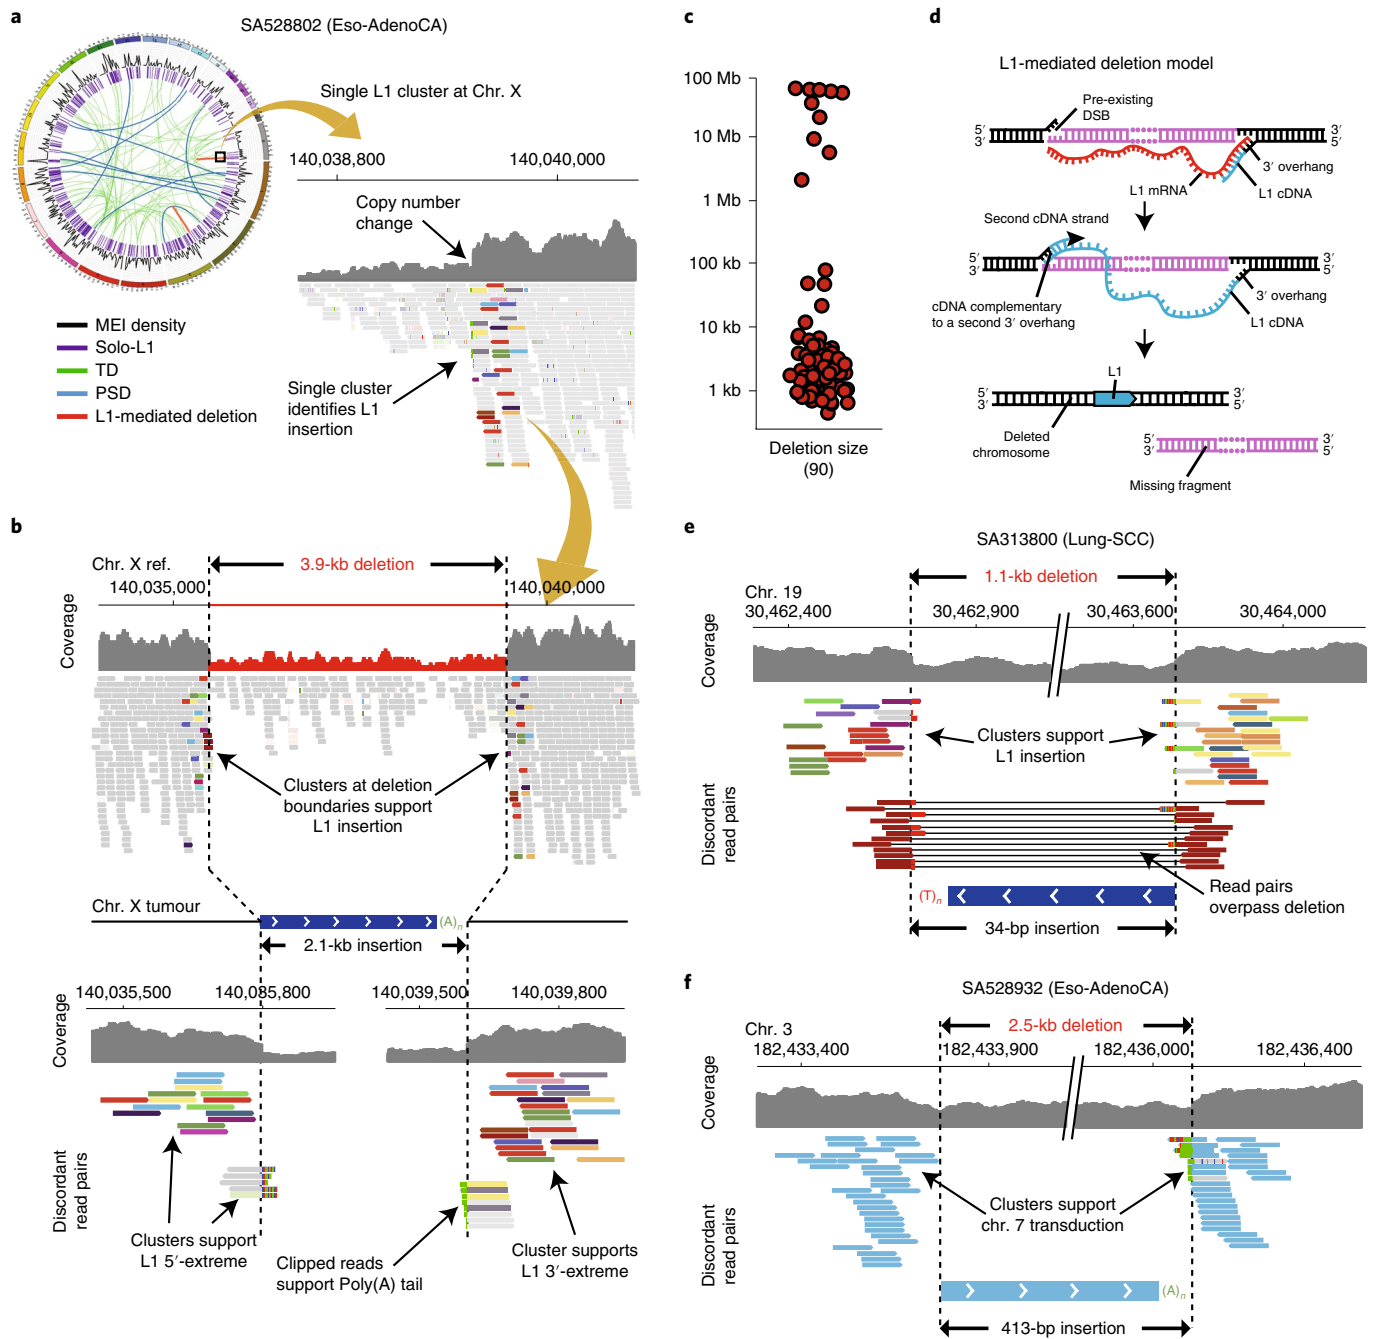 a
SA528802 (Eso-AdenoCA)
Single L1 cluster at Chr. X
140,038,800
140,040,000
Copy number
change
Single cluster
identifies L1
insertion
MEI density
Solo-L1
TD
PSD
L1-mediated deletion
b
Chr. X ref.
3.9-kb deletion
140,035,000
140,040,000
Coverage
Clusters at deletion
boundaries support
L1 insertion
Chr. X tumour
(A)n
2.1-kb insertion
140,035,500
140,035,800
140,039,500
140,039,800
Coverage
Discordant
read pairs
Clusters support
L1 5′-extreme
Clipped reads
support Poly(A) tail
Cluster supports
L1 3′-extreme
c
100 Mb
10 Mb
1 Mb
100 kb
10 kb
1 kb
Deletion size
(90)
d
L1-mediated deletion model
Pre-existing
DSB
5′
3′
3′
5′
3′ overhang
L1 mRNA
L1 cDNA
Second cDNA strand
5′
3′
3′
5′
3′ overhang
L1 cDNA
cDNA complementary
to a second 3′ overhang
L1
5′
3′
3′
5′
Deleted
chromosome
5′
3′
3′
5′
Missing fragment
e
SA313800 (Lung-SCC)
1.1-kb deletion
Chr. 19
30,462,400
30,462,900
30,463,600
30,464,000
Coverage
Clusters support
L1 insertion
Discordant
read pairs
Read pairs
overpass deletion
(T)n
34-bp insertion
f
SA528932 (Eso-AdenoCA)
2.5-kb deletion
Chr. 3
182,433,400
182,433,900
182,436,000
182,436,400
Coverage
Clusters support
chr. 7 transduction
Discordant
read pairs
(A)n
413-bp insertion